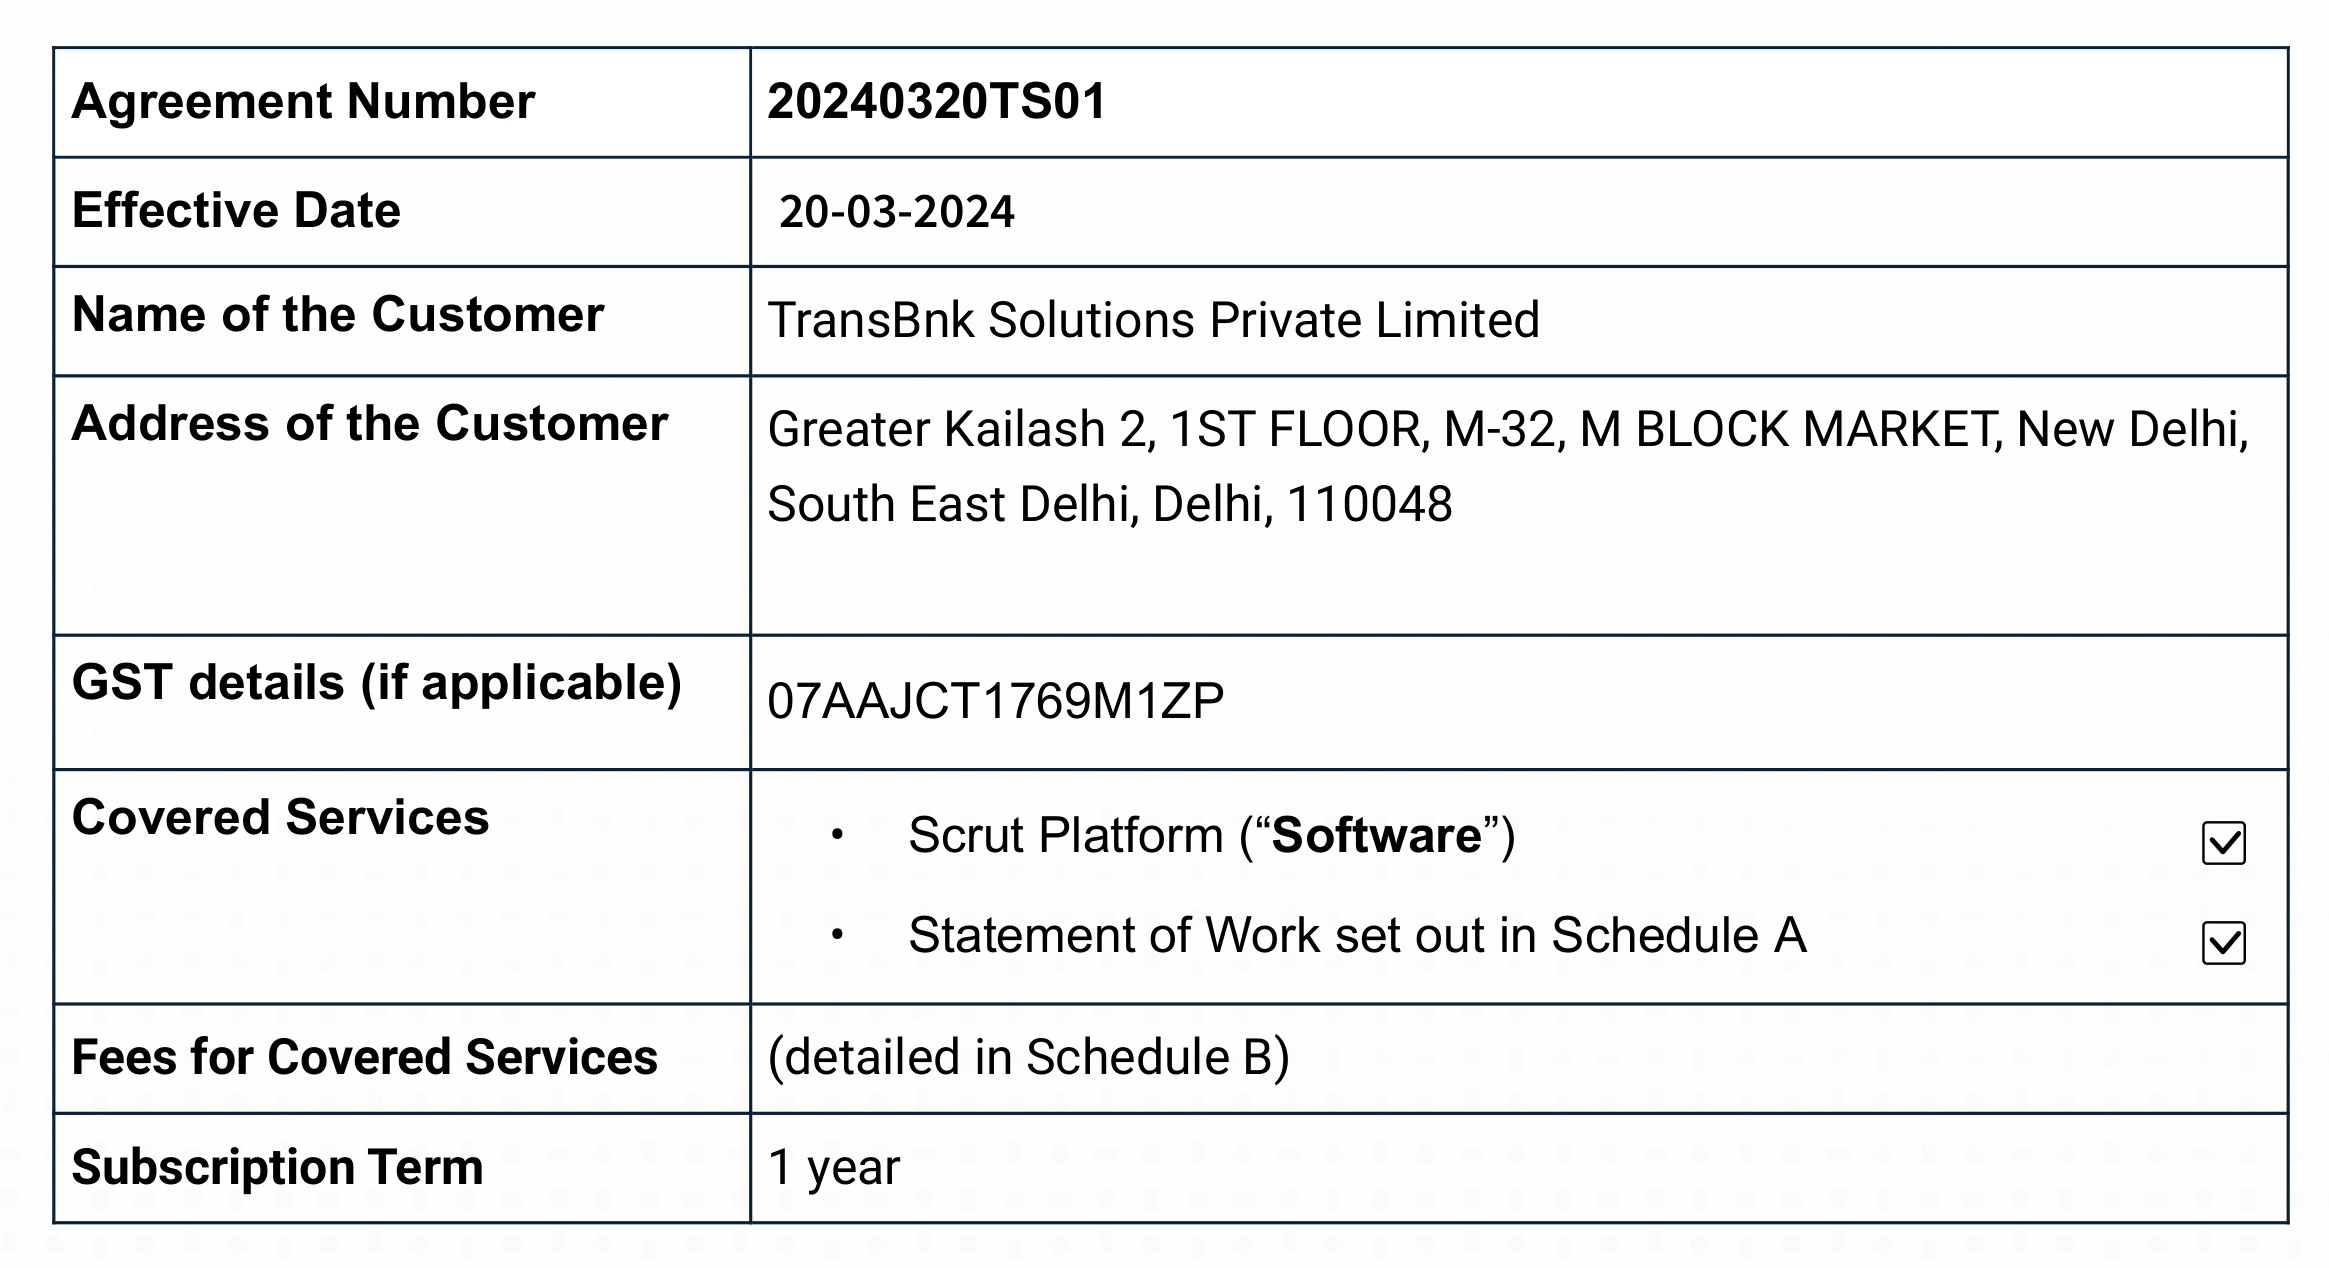 Agreement Number 20240320TS01
Effective Date 20-03-2024
Name of the Customer TransBnk Solutions Private Limited
Address of the Customer Greater Kailash 2, 1ST FLOOR, M-32, M BLOCK MARKET, New Delhi,
South East Delhi, Delhi, 110048
GST details (if applicable) 07AAJCT1769M1ZP
Covered Services • Scrut Platform (“Software”) ☑
• Statement of Work set out in Schedule A ☑
Fees for Covered Services (detailed in Schedule B)
Subscription Term 1 year